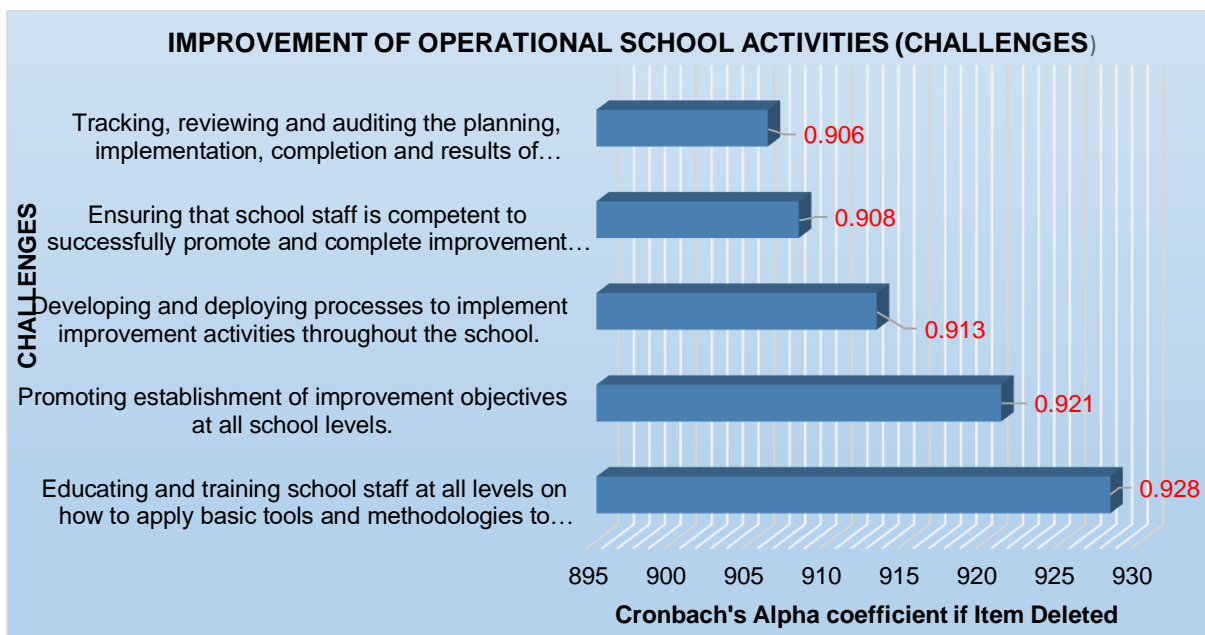 IMPROVEMENT OF OPERATIONAL SCHOOL ACTIVITIES (CHALLENGES)
CHALLENGES
Tracking, reviewing and auditing the planning,
implementation, completion and results of…
0.906
Ensuring that school staff is competent to
successfully promote and complete improvement…
0.908
Developing and deploying processes to implement
improvement activities throughout the school.
0.913
Promoting establishment of improvement objectives
at all school levels.
0.921
Educating and training school staff at all levels on
how to apply basic tools and methodologies to…
0.928
895 900 905 910 915 920 925 930
Cronbach's Alpha coefficient if Item Deleted